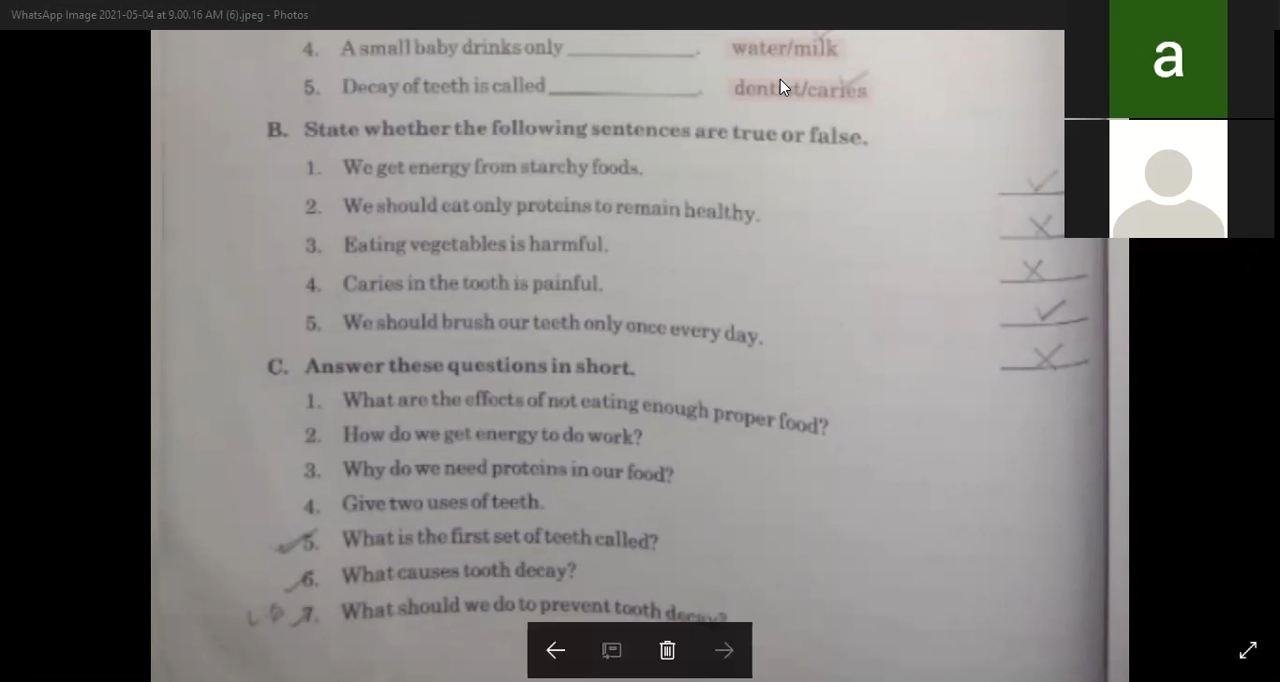 WhatsApp Image 2021-05-04 at 9.00.16 AM (6).jpeg - Photos
a
4. A small baby drinks only ____________. water/milk
5. Decay of teeth is called ____________. dentist/caries
B. State whether the following sentences are true or false.
1. We get energy from starchy foods. ✓
2. We should eat only proteins to remain healthy. X
3. Eating vegetables is harmful. X
4. Caries in the tooth is painful. ✓
5. We should brush our teeth only once every day. X
C. Answer these questions in short.
1. What are the effects of not eating enough proper food?
2. How do we get energy to do work?
3. Why do we need proteins in our food?
4. Give two uses of teeth.
5. What is the first set of teeth called?
6. What causes tooth decay?
7. What should we do to prevent tooth decay?